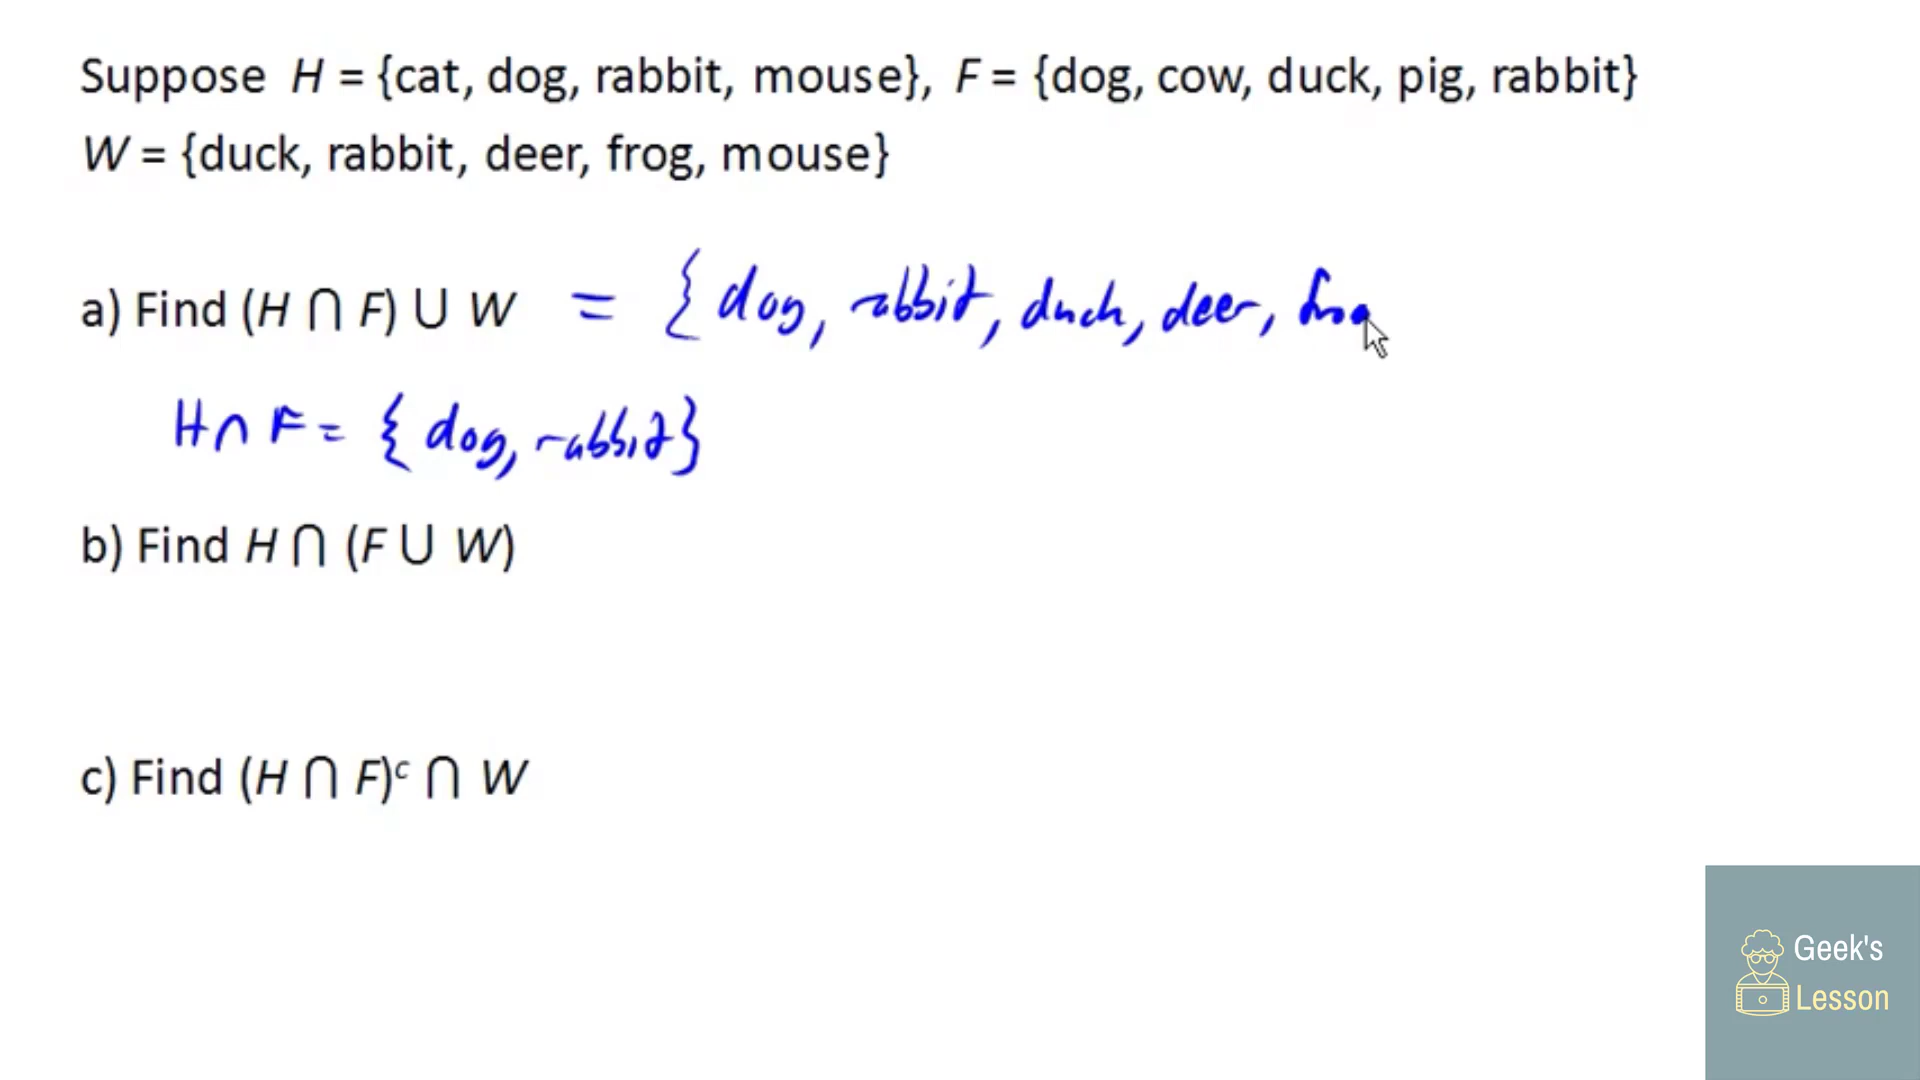 Suppose H = {cat, dog, rabbit, mouse}, F = {dog, cow, duck, pig, rabbit}
W = {duck, rabbit, deer, frog, mouse}
a) Find (H ∩ F) ∪ W = { dog, rabbit, duck, deer, fro
H ∩ F = { dog, rabbit}
b) Find H ∩ (F ∪ W)
c) Find (H ∩ F)ᶜ ∩ W
Geek's
Lesson